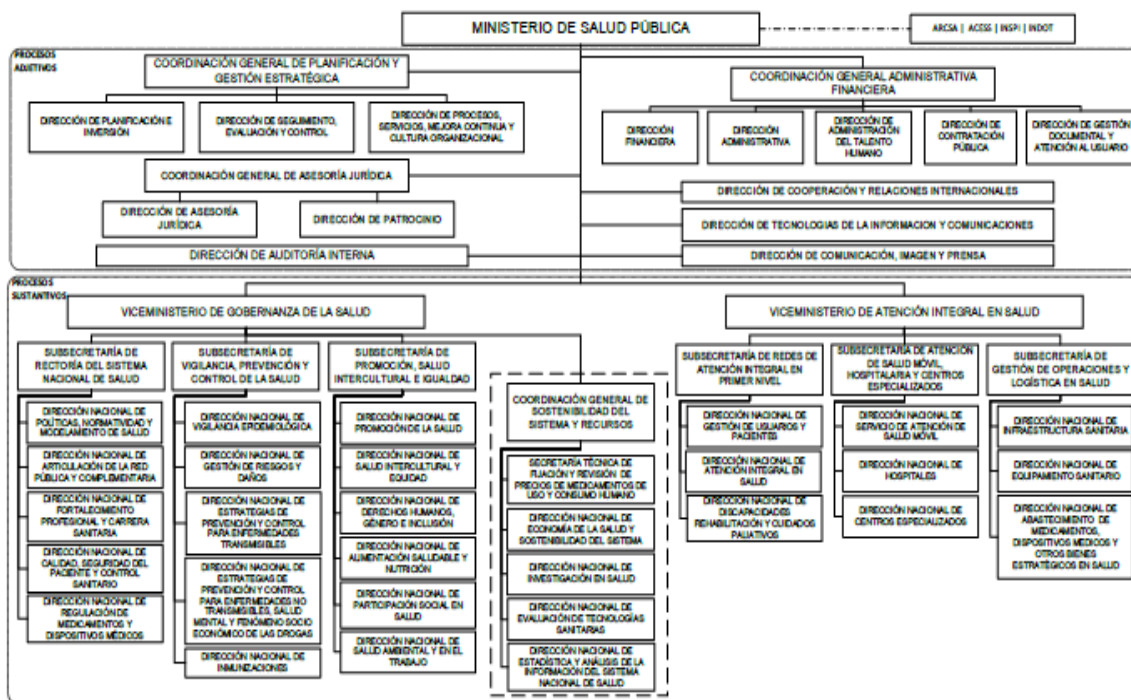 MINISTERIO DE SALUD PÚBLICA
ARCSA | ACESS | INSPI | INDOT
PROCESOS
ADJETIVOS
COORDINACIÓN GENERAL DE PLANIFICACIÓN Y
GESTIÓN ESTRATÉGICA
COORDINACIÓN GENERAL ADMINISTRATIVA
FINANCIERA
DIRECCIÓN DE PLANIFICACIÓN E
INVERSIÓN
DIRECCIÓN DE SEGUIMIENTO,
EVALUACIÓN Y CONTROL
DIRECCIÓN DE PROCESOS,
SERVICIOS, MEJORA CONTINUA Y
CULTURA ORGANIZACIONAL
DIRECCIÓN
FINANCIERA
DIRECCIÓN
ADMINISTRATIVA
DIRECCIÓN DE
ADMINISTRACIÓN
DEL TALENTO
HUMANO
DIRECCIÓN DE
CONTRATACIÓN
PÚBLICA
DIRECCIÓN DE GESTIÓN
DOCUMENTAL Y
ATENCIÓN AL USUARIO
COORDINACIÓN GENERAL DE ASESORÍA JURÍDICA
DIRECCIÓN DE ASESORÍA
JURÍDICA
DIRECCIÓN DE PATROCINIO
DIRECCIÓN DE COOPERACIÓN Y RELACIONES INTERNACIONALES
DIRECCIÓN DE TECNOLOGIAS DE LA INFORMACION Y COMUNICACIONES
DIRECCIÓN DE AUDITORÍA INTERNA
DIRECCIÓN DE COMUNICACIÓN, IMAGEN Y PRENSA
PROCESOS
SUSTANTIVOS
VICEMINISTERIO DE GOBERNANZA DE LA SALUD
VICEMINISTERIO DE ATENCIÓN INTEGRAL EN SALUD
SUBSECRETARÍA DE
RECTORÍA DEL SISTEMA
NACIONAL DE SALUD
DIRECCIÓN NACIONAL DE
POLÍTICAS, NORMATIVIDAD Y
MODELAMIENTO DE SALUD
DIRECCIÓN NACIONAL DE
ARTICULACIÓN DE LA RED
PÚBLICA Y COMPLEMENTARIA
DIRECCIÓN NACIONAL DE
FORTALECIMIENTO
PROFESIONAL Y CARRERA
SANITARIA
DIRECCIÓN NACIONAL DE
CALIDAD, SEGURIDAD DEL
PACIENTE Y CONTROL
SANITARIO
DIRECCIÓN NACIONAL DE
REGULACIÓN DE
MEDICAMENTOS Y
DISPOSITIVOS MÉDICOS
SUBSECRETARÍA DE
VIGILANCIA, PREVENCIÓN Y
CONTROL DE LA SALUD
DIRECCIÓN NACIONAL DE
VIGILANCIA EPIDEMIOLÓGICA
DIRECCIÓN NACIONAL DE
GESTIÓN DE RIESGOS Y
DAÑOS
DIRECCIÓN NACIONAL DE
ESTRATEGIAS DE
PREVENCIÓN Y CONTROL
PARA ENFERMEDADES
TRANSMISIBLES
DIRECCIÓN NACIONAL DE
ESTRATEGIAS DE
PREVENCIÓN Y CONTROL
PARA ENFERMEDADES NO
TRANSMISIBLES, SALUD
MENTAL Y FENÓMENO SOCIO
ECONÓMICO DE LAS DROGAS
DIRECCIÓN NACIONAL DE
INMUNIZACIONES
SUBSECRETARÍA DE
PROMOCIÓN, SALUD
INTERCULTURAL E IGUALDAD
DIRECCIÓN NACIONAL DE
PROMOCIÓN DE LA SALUD
DIRECCIÓN NACIONAL DE
SALUD INTERCULTURAL Y
EQUIDAD
DIRECCIÓN NACIONAL DE
DERECHOS HUMANOS,
GÉNERO E INCLUSIÓN
DIRECCIÓN NACIONAL DE
ALIMENTACIÓN SALUDABLE Y
NUTRICIÓN
DIRECCIÓN NACIONAL DE
PARTICIPACIÓN SOCIAL EN
SALUD
DIRECCIÓN NACIONAL DE
SALUD AMBIENTAL Y EN EL
TRABAJO
COORDINACIÓN GENERAL DE
SOSTENIBILIDAD DEL
SISTEMA Y RECURSOS
SECRETARÍA TÉCNICA DE
FIJACIÓN Y REVISIÓN DE
PRECIOS DE MEDICAMENTOS DE
USO Y CONSUMO HUMANO
DIRECCIÓN NACIONAL DE
ECONOMÍA DE LA SALUD Y
SOSTENIBILIDAD DEL SISTEMA
DIRECCIÓN NACIONAL DE
INVESTIGACIÓN EN SALUD
DIRECCIÓN NACIONAL DE
EVALUACIÓN DE TECNOLOGÍAS
SANITARIAS
DIRECCIÓN NACIONAL DE
ESTADÍSTICA Y ANÁLISIS DE LA
INFORMACIÓN DEL SISTEMA
NACIONAL DE SALUD
SUBSECRETARÍA DE REDES DE
ATENCIÓN INTEGRAL EN
PRIMER NIVEL
DIRECCIÓN NACIONAL DE
GESTIÓN DE USUARIOS Y
PACIENTES
DIRECCIÓN NACIONAL DE
ATENCIÓN INTEGRAL EN
SALUD
DIRECCIÓN NACIONAL DE
DISCAPACIDADES
REHABILITACIÓN Y CUIDADOS
PALIATIVOS
SUBSECRETARÍA DE ATENCIÓN
DE SALUD MÓVIL,
HOSPITALARIA Y CENTROS
ESPECIALIZADOS
DIRECCIÓN NACIONAL DE
SERVICIO DE ATENCIÓN DE
SALUD MÓVIL
DIRECCIÓN NACIONAL DE
HOSPITALES
DIRECCIÓN NACIONAL DE
CENTROS ESPECIALIZADOS
SUBSECRETARÍA DE
GESTIÓN DE OPERACIONES Y
LOGÍSTICA EN SALUD
DIRECCIÓN NACIONAL DE
INFRAESTRUCTURA SANITARIA
DIRECCIÓN NACIONAL DE
EQUIPAMIENTO SANITARIO
DIRECCIÓN NACIONAL DE
ABASTECIMIENTO DE
MEDICAMENTOS,
DISPOSITIVOS MÉDICOS Y
OTROS BIENES
ESTRATÉGICOS EN SALUD